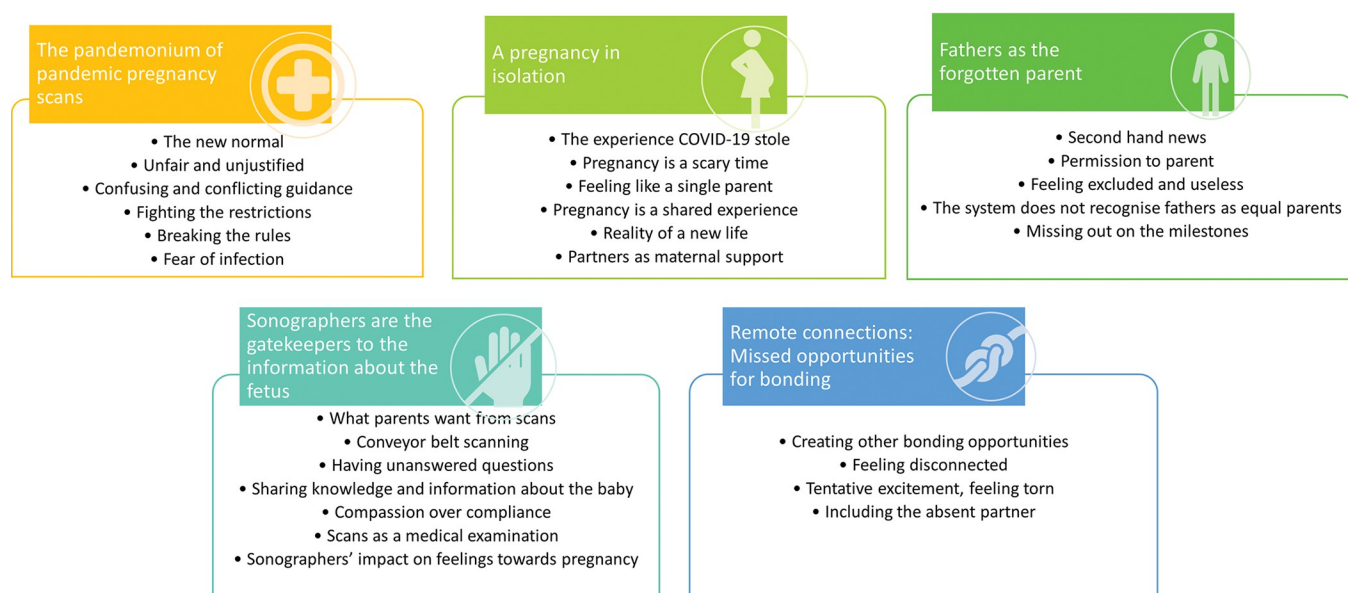 The pandemonium of
pandemic pregnancy
scans
• The new normal
• Unfair and unjustified
• Confusing and conflicting guidance
• Fighting the restrictions
• Breaking the rules
• Fear of infection
A pregnancy in
isolation
• The experience COVID-19 stole
• Pregnancy is a scary time
• Feeling like a single parent
• Pregnancy is a shared experience
• Reality of a new life
• Partners as maternal support
Fathers as the
forgotten parent
• Second hand news
• Permission to parent
• Feeling excluded and useless
• The system does not recognise fathers as equal parents
• Missing out on the milestones
Sonographers are the
gatekeepers to the
information about the
fetus
• What parents want from scans
• Conveyor belt scanning
• Having unanswered questions
• Sharing knowledge and information about the baby
• Compassion over compliance
• Scans as a medical examination
• Sonographers’ impact on feelings towards pregnancy
Remote connections:
Missed opportunities
for bonding
• Creating other bonding opportunities
• Feeling disconnected
• Tentative excitement, feeling torn
• Including the absent partner